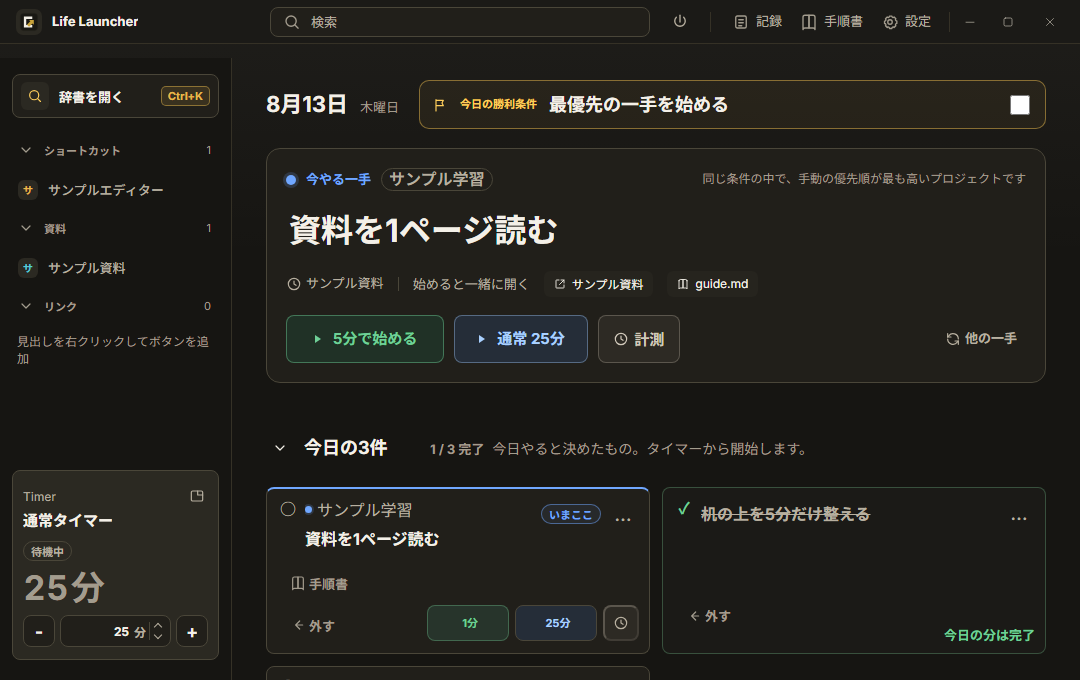 Life Launcher
検索
記録
手順書
設定
辞書を開く
Ctrl+K
ショートカット
1
サ
サンプルエディター
資料
1
サ
サンプル資料
リンク
0
見出しを右クリックしてボタンを追
加
Timer
通常タイマー
待機中
25分
-
25 分
+
8月13日
木曜日
今日の勝利条件
最優先の一手を始める
今やる一手
サンプル学習
同じ条件の中で、手動の優先順が最も高いプロジェクトです
資料を1ページ読む
サンプル資料
始めると一緒に開く
サンプル資料
guide.md
5分で始める
通常 25分
計測
他の一手
今日の3件
1 / 3 完了
今日やると決めたもの。タイマーから開始します。
サンプル学習
いまここ
...
資料を1ページ読む
手順書
外す
1分
25分
机の上を5分だけ整える
...
外す
今日の分は完了